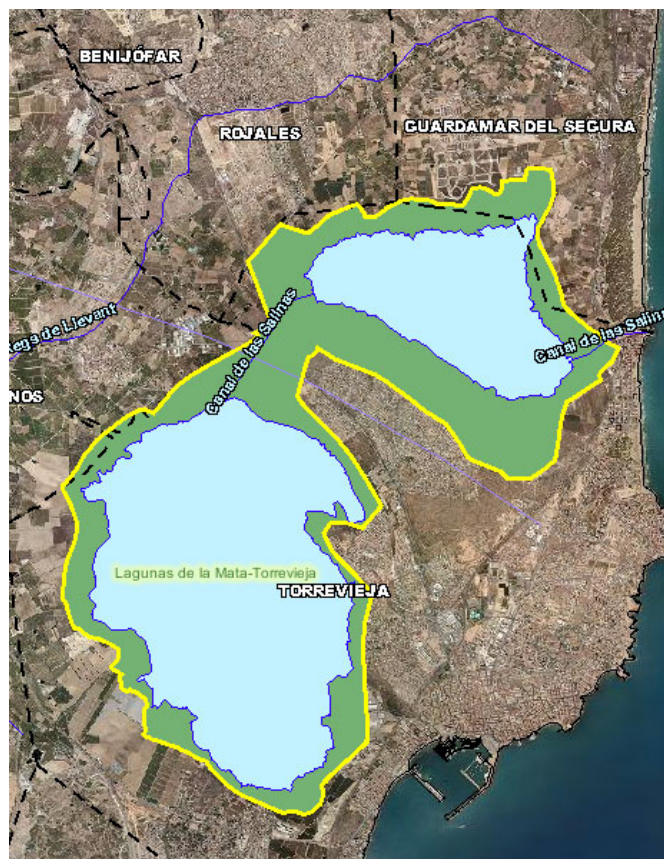 BENIJÓFAR
ROJALES
GUARDAMAR DEL SEGURA
Canal de las Salinas
Canal de las Salin
ega de Llevant
NOS
Lagunas de la Mata-Torrevieja
TORREVIEJA